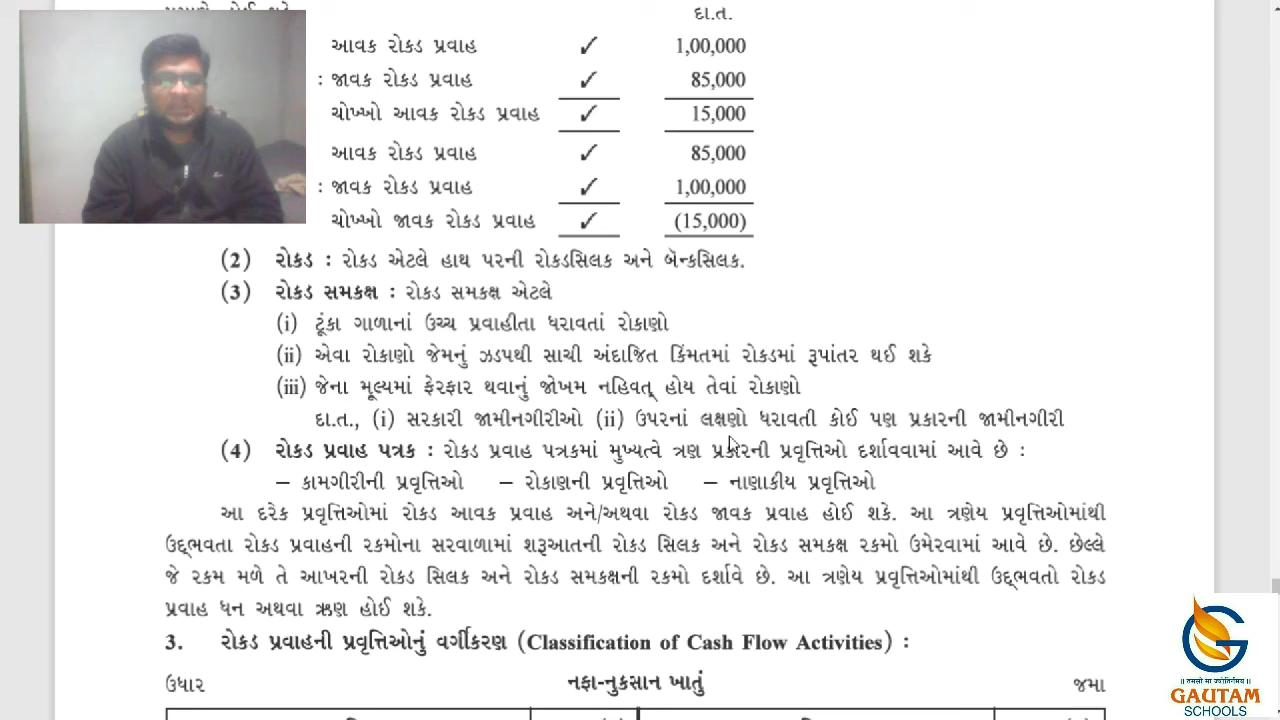 દા.ત.
આવક રોકડ પ્રવાહ ✓ 1,00,000
: જાવક રોકડ પ્રવાહ ✓ 85,000
ચોખ્ખો આવક રોકડ પ્રવાહ ✓ 15,000
આવક રોકડ પ્રવાહ ✓ 85,000
: જાવક રોકડ પ્રવાહ ✓ 1,00,000
ચોખ્ખો જાવક રોકડ પ્રવાહ ✓ (15,000)
(2) રોકડ : રોકડ એટલે હાથ પરની રોકડસિલક અને બૅન્કસિલક.
(3) રોકડ સમકક્ષ : રોકડ સમકક્ષ એટલે
(i) ટૂંકા ગાળાનાં ઉચ્ચ પ્રવાહીતા ધરાવતાં રોકાણો
(ii) એવા રોકાણો જેમનું ઝડપથી સાચી અંદાજિત કિંમતમાં રોકડમાં રૂપાંતર થઈ શકે
(iii) જેના મૂલ્યમાં ફેરફાર થવાનું જોખમ નહિવત્ હોય તેવાં રોકાણો
દા.ત., (i) સરકારી જામીનગીરીઓ (ii) ઉપરનાં લક્ષણો ધરાવતી કોઈ પણ પ્રકારની જામીનગીરી
(4) રોકડ પ્રવાહ પત્રક : રોકડ પ્રવાહ પત્રકમાં મુખ્યત્વે ત્રણ પ્રકારની પ્રવૃત્તિઓ દર્શાવવામાં આવે છે :
– કામગીરીની પ્રવૃત્તિઓ – રોકાણની પ્રવૃત્તિઓ – નાણાકીય પ્રવૃત્તિઓ
આ દરેક પ્રવૃત્તિઓમાં રોકડ આવક પ્રવાહ અને/અથવા રોકડ જાવક પ્રવાહ હોઈ શકે. આ ત્રણેય પ્રવૃત્તિઓમાંથી
ઉદ્ભવતા રોકડ પ્રવાહની રકમોના સરવાળામાં શરૂઆતની રોકડ સિલક અને રોકડ સમકક્ષ રકમો ઉમેરવામાં આવે છે. છેલ્લે
જે રકમ મળે તે આખરની રોકડ સિલક અને રોકડ સમકક્ષની રકમો દર્શાવે છે. આ ત્રણેય પ્રવૃત્તિઓમાંથી ઉદ્ભવતો રોકડ
પ્રવાહ ધન અથવા ઋણ હોઈ શકે.
3. રોકડ પ્રવાહની પ્રવૃત્તિઓનું વર્ગીકરણ (Classification of Cash Flow Activities) :
ઉધાર નફા-નુકસાન ખાતું જમા
|| તમસો મા જ્યોતિર્ગમય ||
GAUTAM
SCHOOLS